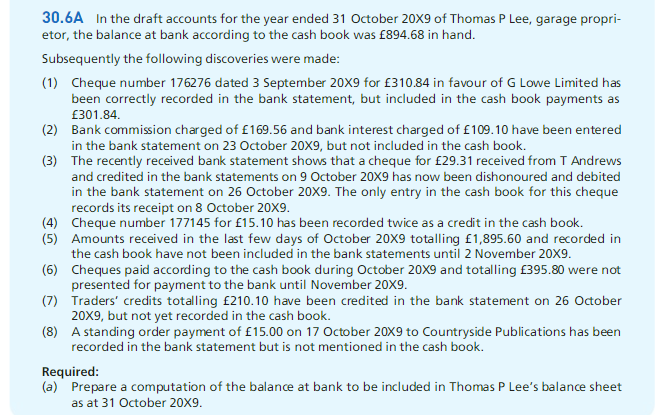 30.6A In the draft accounts for the year ended 31 October 20X9 of Thomas P Lee, garage propri-
etor, the balance at bank according to the cash book was £894.68 in hand.
Subsequently the following discoveries were made:
(1) Cheque number 176276 dated 3 September 20X9 for £310.84 in favour of G Lowe Limited has
been correctly recorded in the bank statement, but included in the cash book payments as
£301.84.
(2) Bank commission charged of £169.56 and bank interest charged of £109.10 have been entered
in the bank statement on 23 October 20X9, but not included in the cash book.
(3) The recently received bank statement shows that a cheque for £29.31 received from T Andrews
and credited in the bank statements on 9 October 20X9 has now been dishonoured and debited
in the bank statement on 26 October 20X9. The only entry in the cash book for this cheque
records its receipt on 8 October 20X9.
(4) Cheque number 177145 for £15.10 has been recorded twice as a credit in the cash book.
(5) Amounts received in the last few days of October 20X9 totalling £1,895.60 and recorded in
the cash book have not been included in the bank statements until 2 November 20X9.
(6) Cheques paid according to the cash book during October 20X9 and totalling £395.80 were not
presented for payment to the bank until November 20X9.
(7) Traders' credits totalling £210.10 have been credited in the bank statement on 26 October
20X9, but not yet recorded in the cash book.
(8) A standing order payment of £15.00 on 17 October 20X9 to Countryside Publications has been
recorded in the bank statement but is not mentioned in the cash book.
Required:
(a) Prepare a computation of the balance at bank to be included in Thomas P Lee's balance sheet
as at 31 October 20X9.